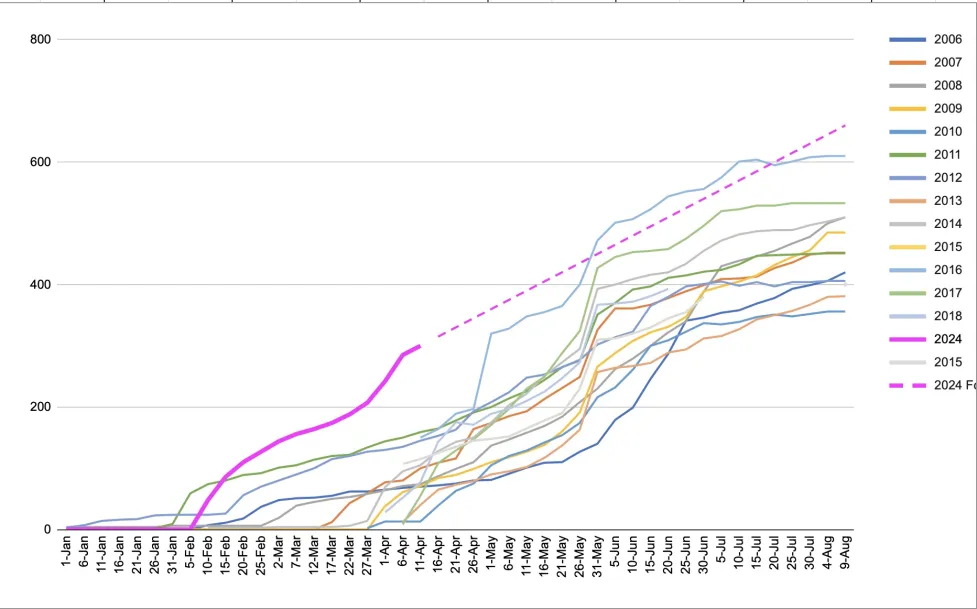 800
600
400
200
0
1-Jan
6-Jan
11-Jan
16-Jan
21-Jan
26-Jan
31-Jan
5-Feb
10-Feb
15-Feb
20-Feb
25-Feb
2-Mar
7-Mar
12-Mar
17-Mar
22-Mar
27-Mar
1-Apr
6-Apr
11-Apr
16-Apr
21-Apr
26-Apr
1-May
6-May
11-May
16-May
21-May
26-May
31-May
5-Jun
10-Jun
15-Jun
20-Jun
25-Jun
30-Jun
5-Jul
10-Jul
15-Jul
20-Jul
25-Jul
30-Jul
4-Aug
9-Aug
2006
2007
2008
2009
2010
2011
2012
2013
2014
2015
2016
2017
2018
2024
2015
2024 Fo